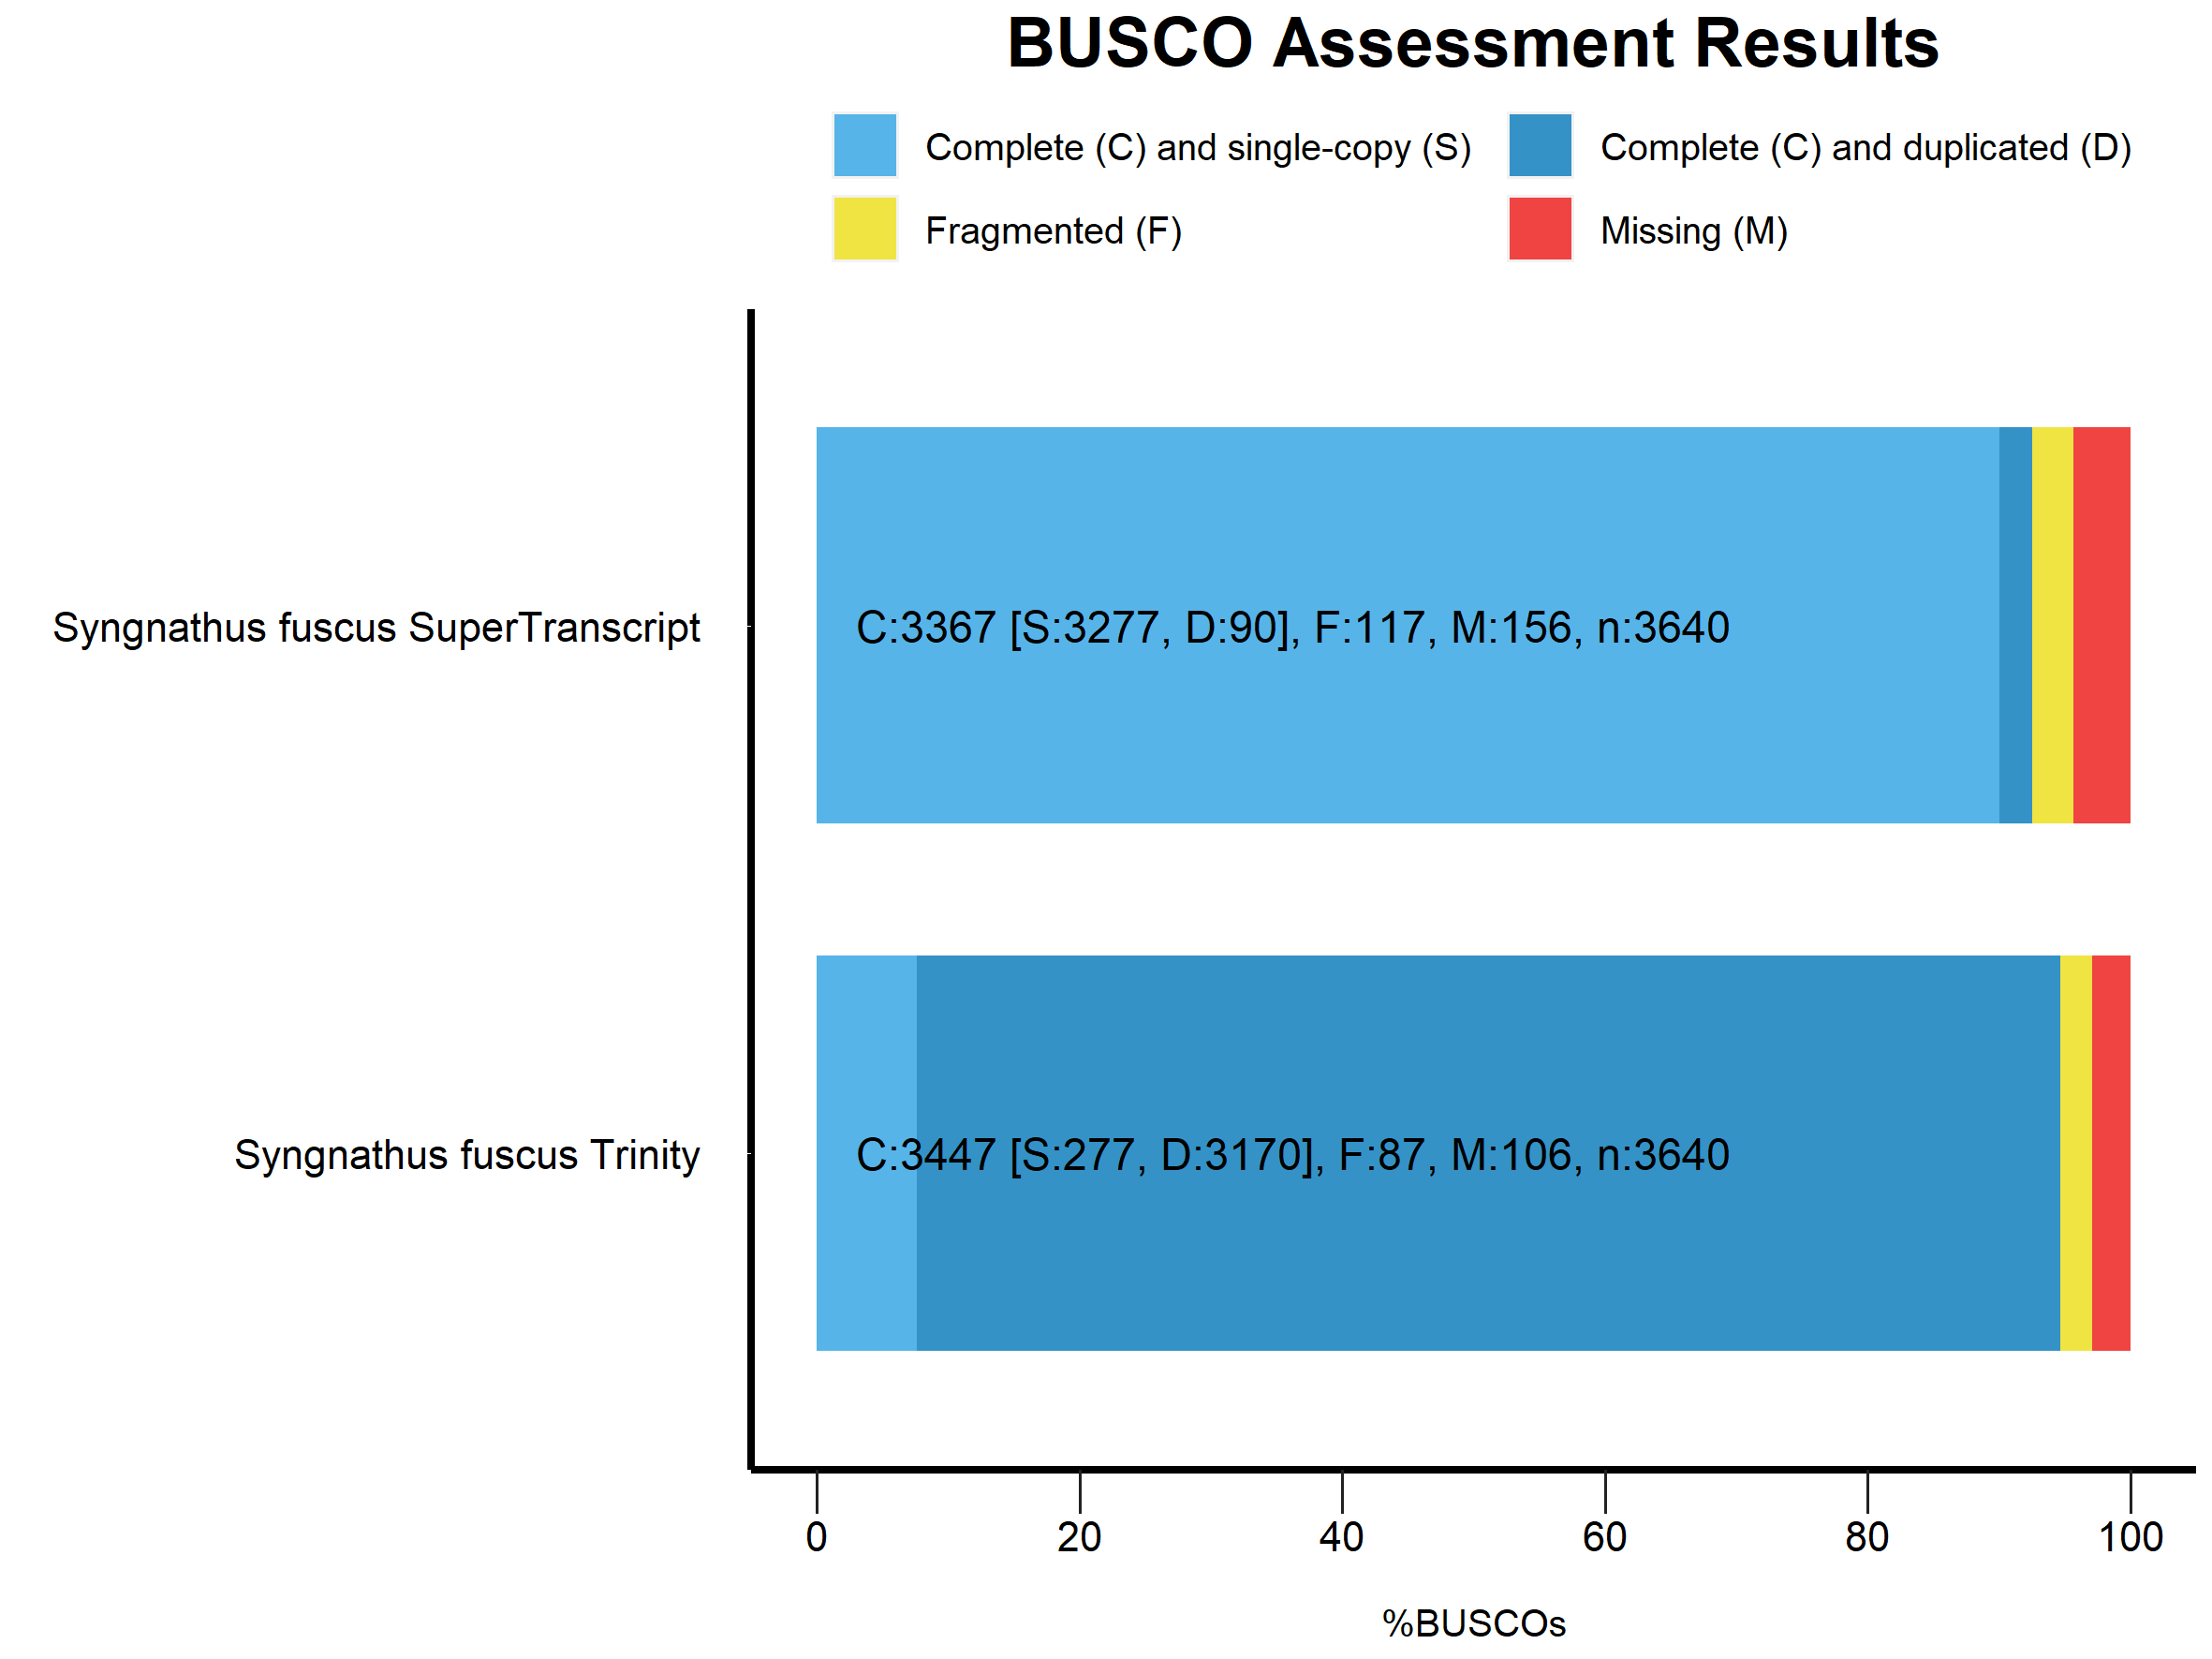 BUSCO Assessment Results
Complete (C) and single-copy (S)
Complete (C) and duplicated (D)
Fragmented (F)
Missing (M)
Syngnathus fuscus SuperTranscript
C:3367 [S:3277, D:90], F:117, M:156, n:3640
Syngnathus fuscus Trinity
C:3447 [S:277, D:3170], F:87, M:106, n:3640
0 20 40 60 80 100
%BUSCOs